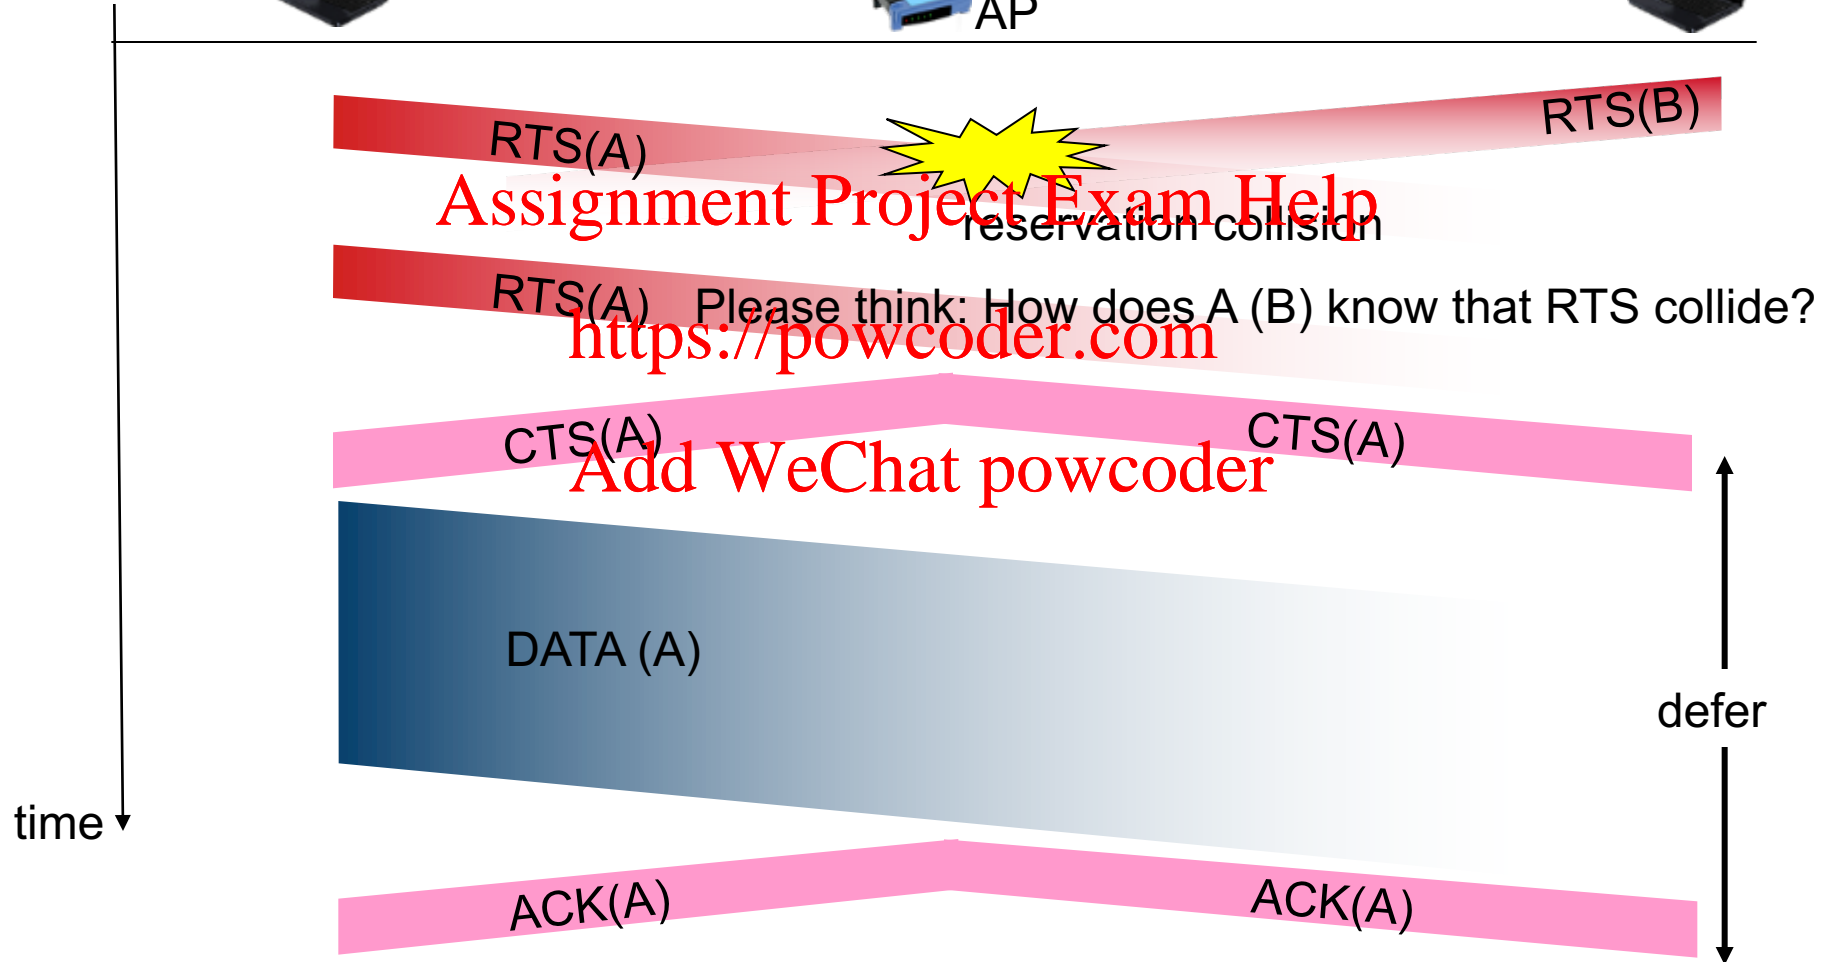 AP
RTS(B)
RTS(A)
Assignment Project Exam Help
reservation collision
RTS(A)
Please think: How does A (B) know that RTS collide?
https://powcoder.com
CTS(A)
CTS(A)
Add WeChat powcoder
DATA (A)
defer
time
ACK(A)
ACK(A)